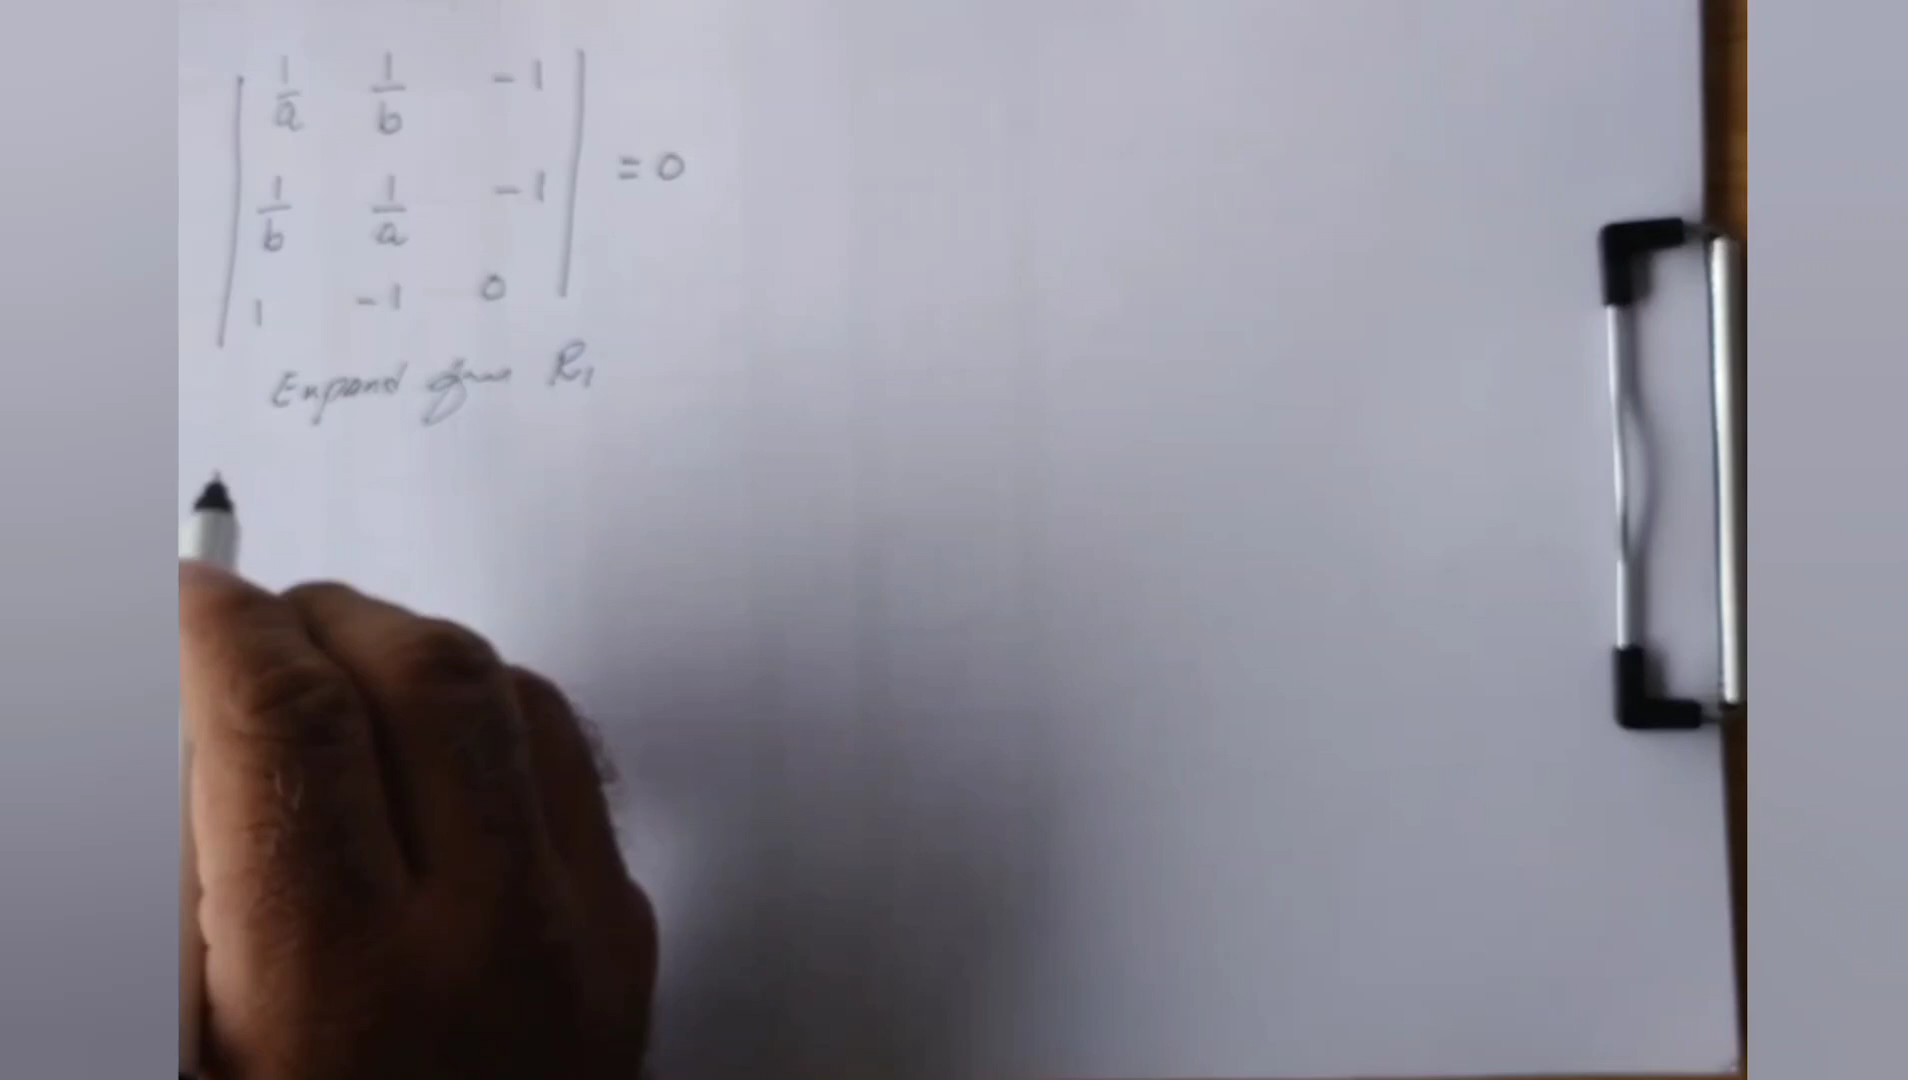 | 1/a 1/b -1 |
| 1/b 1/a -1 | = 0
| 1 -1 0 |
Expand from R₁